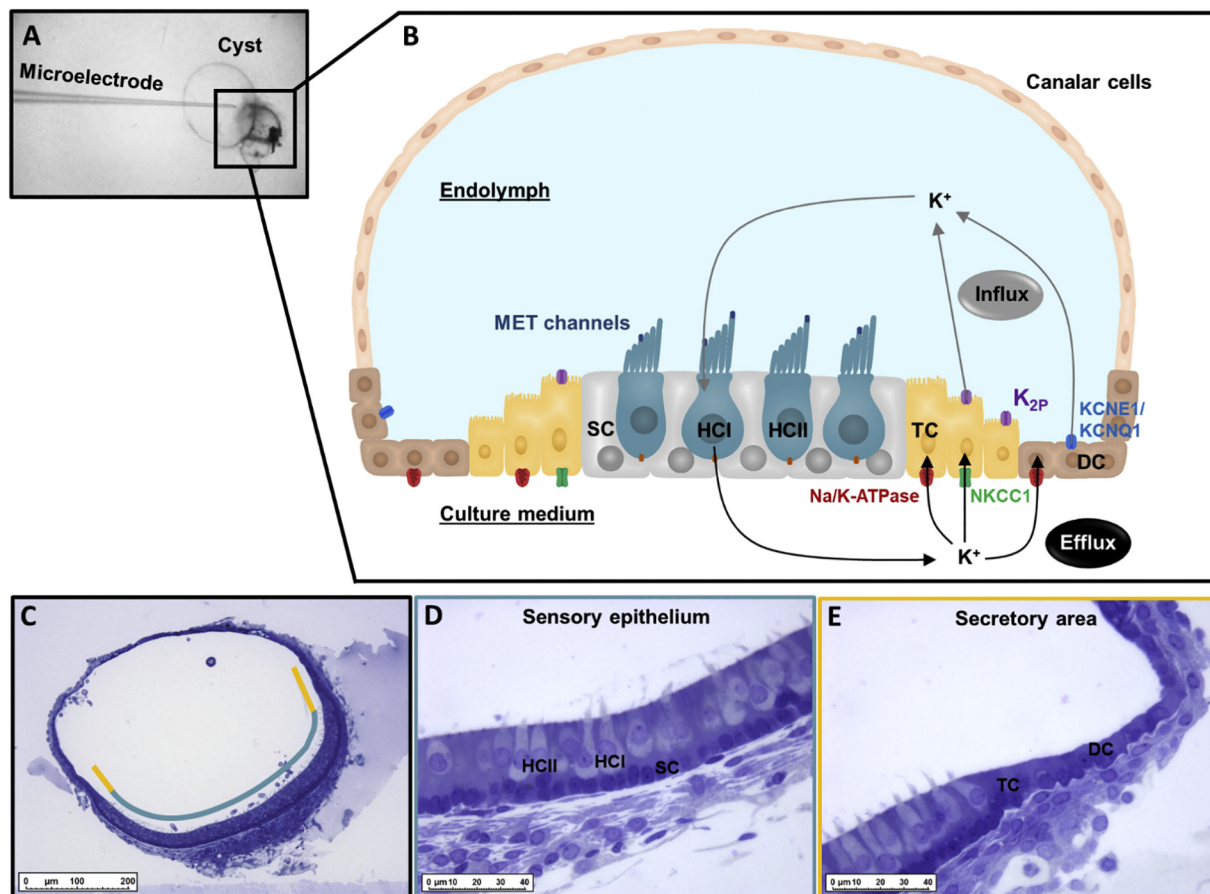 A
Cyst
Microelectrode
B
Canalar cells
Endolymph
K+
Influx
MET channels
K2P
KCNE1/
KCNQ1
SC
HCI
HCII
TC
DC
Na/K-ATPase
NKCC1
Culture medium
K+
Efflux
C
0 µm 100 200
D
Sensory epithelium
HCII
HCI
SC
0 µm 10 20 30 40
E
Secretory area
DC
TC
0 µm 10 20 30 40